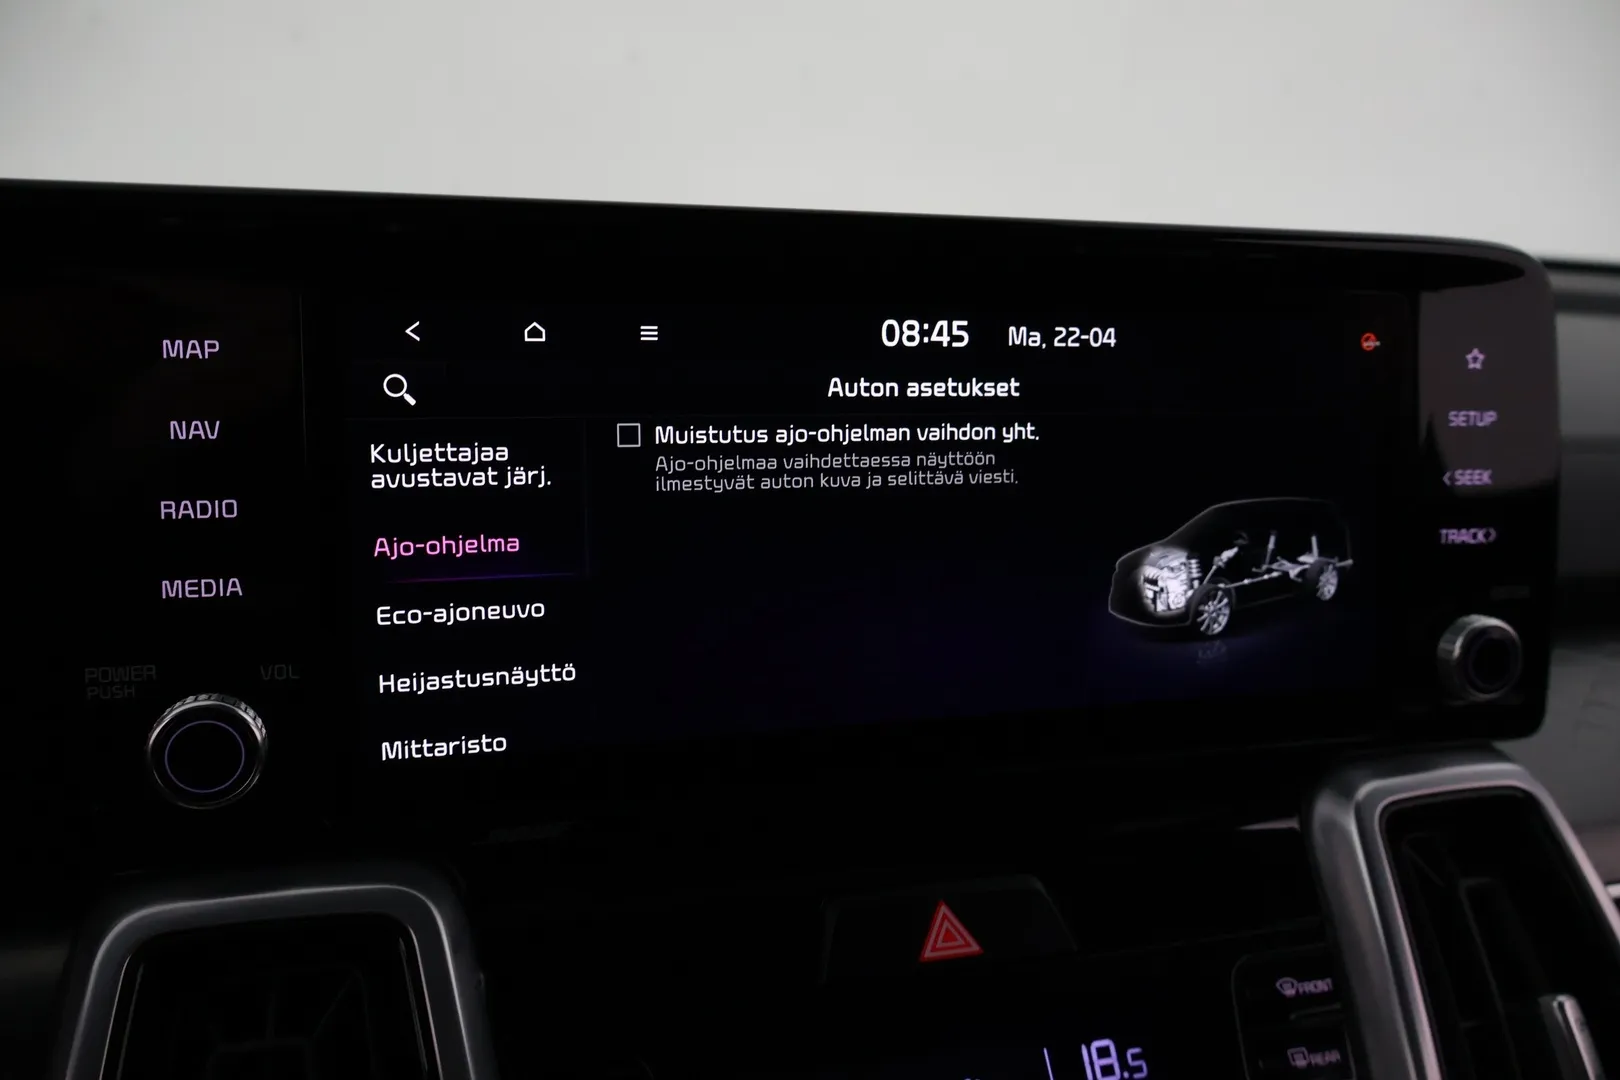 MAP
NAV
RADIO
MEDIA
POWER
PUSH
VOL
08:45 Ma, 22-04
Auton asetukset
Kuljettajaa
avustavat järj.
Ajo-ohjelma
Eco-ajoneuvo
Heijastusnäyttö
Mittaristo
Muistutus ajo-ohjelman vaihdon yht.
Ajo-ohjelmaa vaihdettaessa näyttöön
ilmestyvät auton kuva ja selittävä viesti.
SETUP
< SEEK
TRACK >
FRONT
REAR
18.5